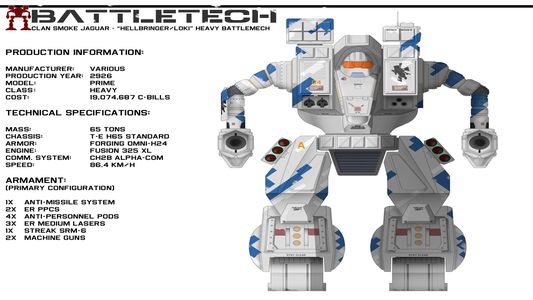 BATTLETECH
CLAN SMOKE JAGUAR - "HELLBRINGER/LOKI" HEAVY BATTLEMECH
PRODUCTION INFORMATION:
MANUFACTURER: VARIOUS
PRODUCTION YEAR: 2926
MODEL: PRIME
CLASS: HEAVY
COST: 19,074,687 C-BILLS
TECHNICAL SPECIFICATIONS:
MASS: 65 TONS
CHASSIS: T-E H65 STANDARD
ARMOR: FORGING OMNI-H24
ENGINE: FUSION 325 XL
COMM. SYSTEM: CH2B ALPHA-COM
SPEED: 86.4 KM/H
ARMAMENT:
(PRIMARY CONFIGURATION)
1X ANTI-MISSILE SYSTEM
2X ER PPCS
4X ANTI-PERSONNEL PODS
3X ER MEDIUM LASERS
1X STREAK SRM-6
2X MACHINE GUNS
A